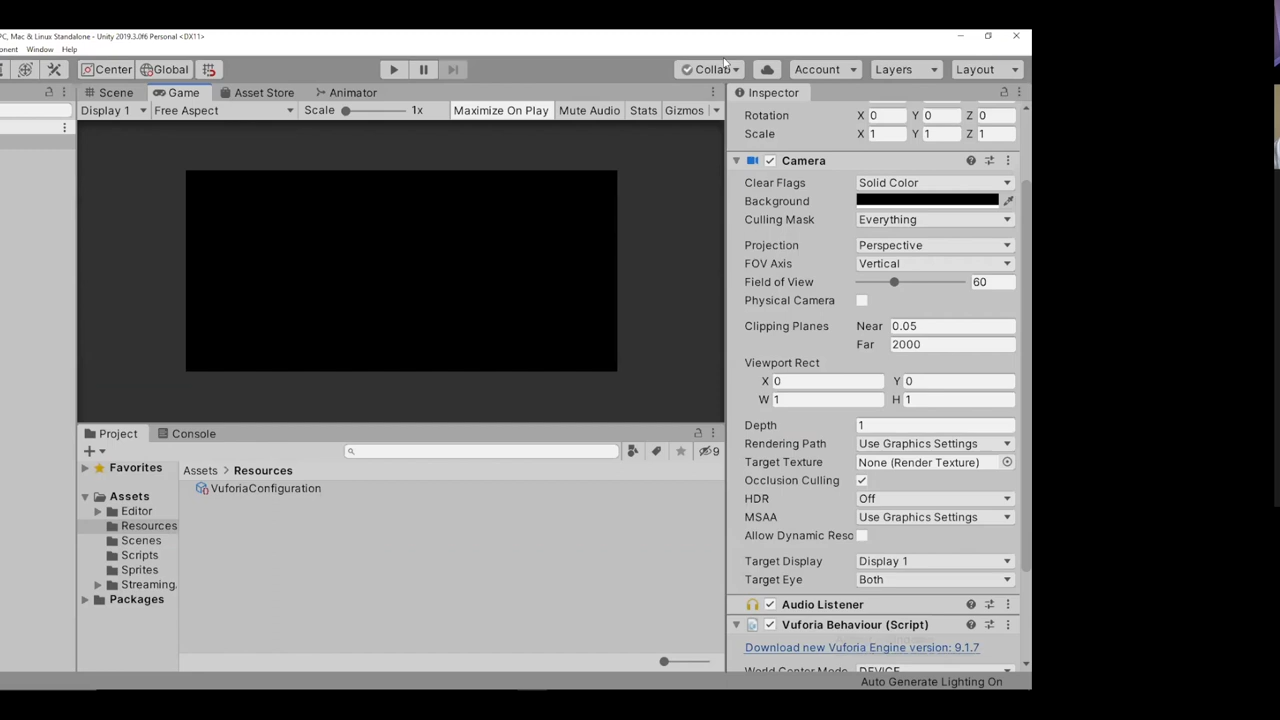 PC, Mac & Linux Standalone - Unity 2019.3.0f6 Personal <DX11>
onent Window Help
Center Global Collab Account Layers Layout
Scene Game Asset Store Animator
Display 1 Free Aspect Scale 1x Maximize On Play Mute Audio Stats Gizmos
Inspector
Rotation X 0 Y 0 Z 0
Scale X 1 Y 1 Z 1
Camera
Clear Flags Solid Color
Background
Culling Mask Everything
Projection Perspective
FOV Axis Vertical
Field of View 60
Physical Camera
Clipping Planes Near 0.05
Far 2000
Viewport Rect
X 0 Y 0
W 1 H 1
Depth 1
Rendering Path Use Graphics Settings
Target Texture None (Render Texture)
Occlusion Culling
HDR Off
MSAA Use Graphics Settings
Allow Dynamic Reso
Target Display Display 1
Target Eye Both
Audio Listener
Vuforia Behaviour (Script)
Download new Vuforia Engine version: 9.1.7
World Center Mode DEVICE
Project Console
9
Favorites
Assets
Editor
Resources
Scenes
Scripts
Sprites
Streaming
Packages
Assets > Resources
VuforiaConfiguration
Auto Generate Lighting On